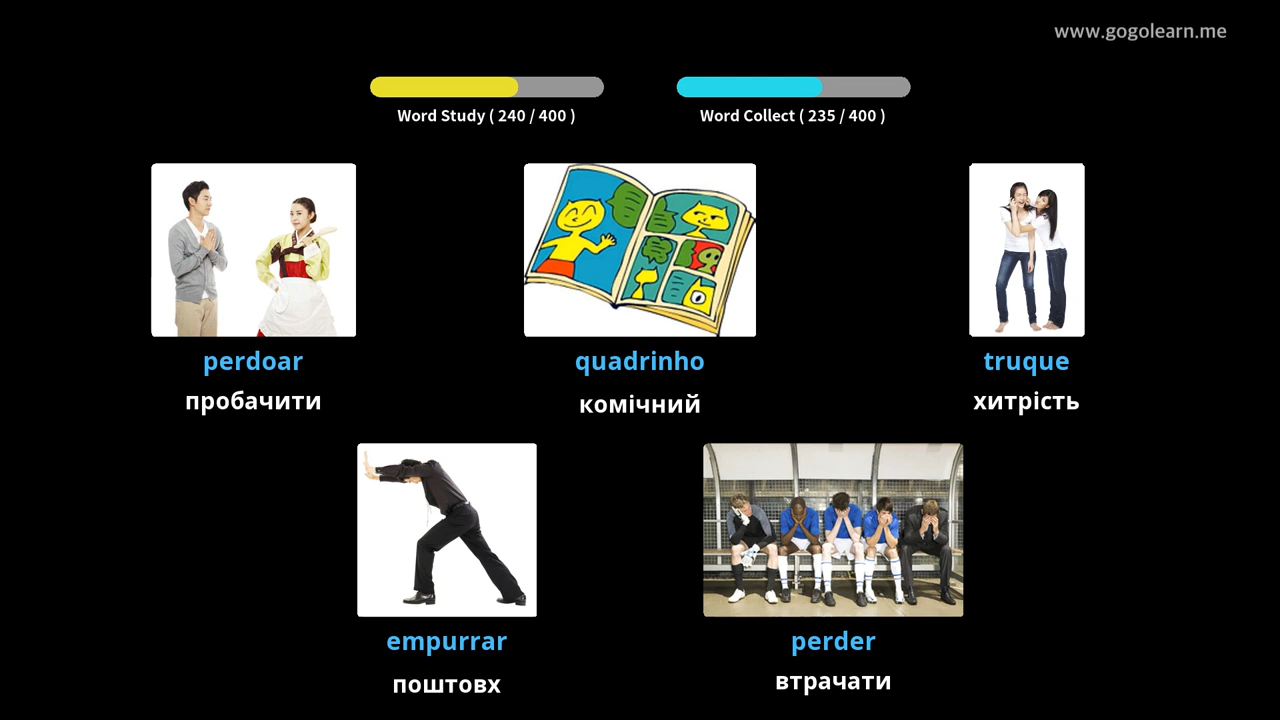 www.gogolearn.me
Word Study ( 240 / 400 )
Word Collect ( 235 / 400 )
perdoar
пробачити
quadrinho
комічний
truque
хитрість
empurrar
поштовх
perder
втрачати